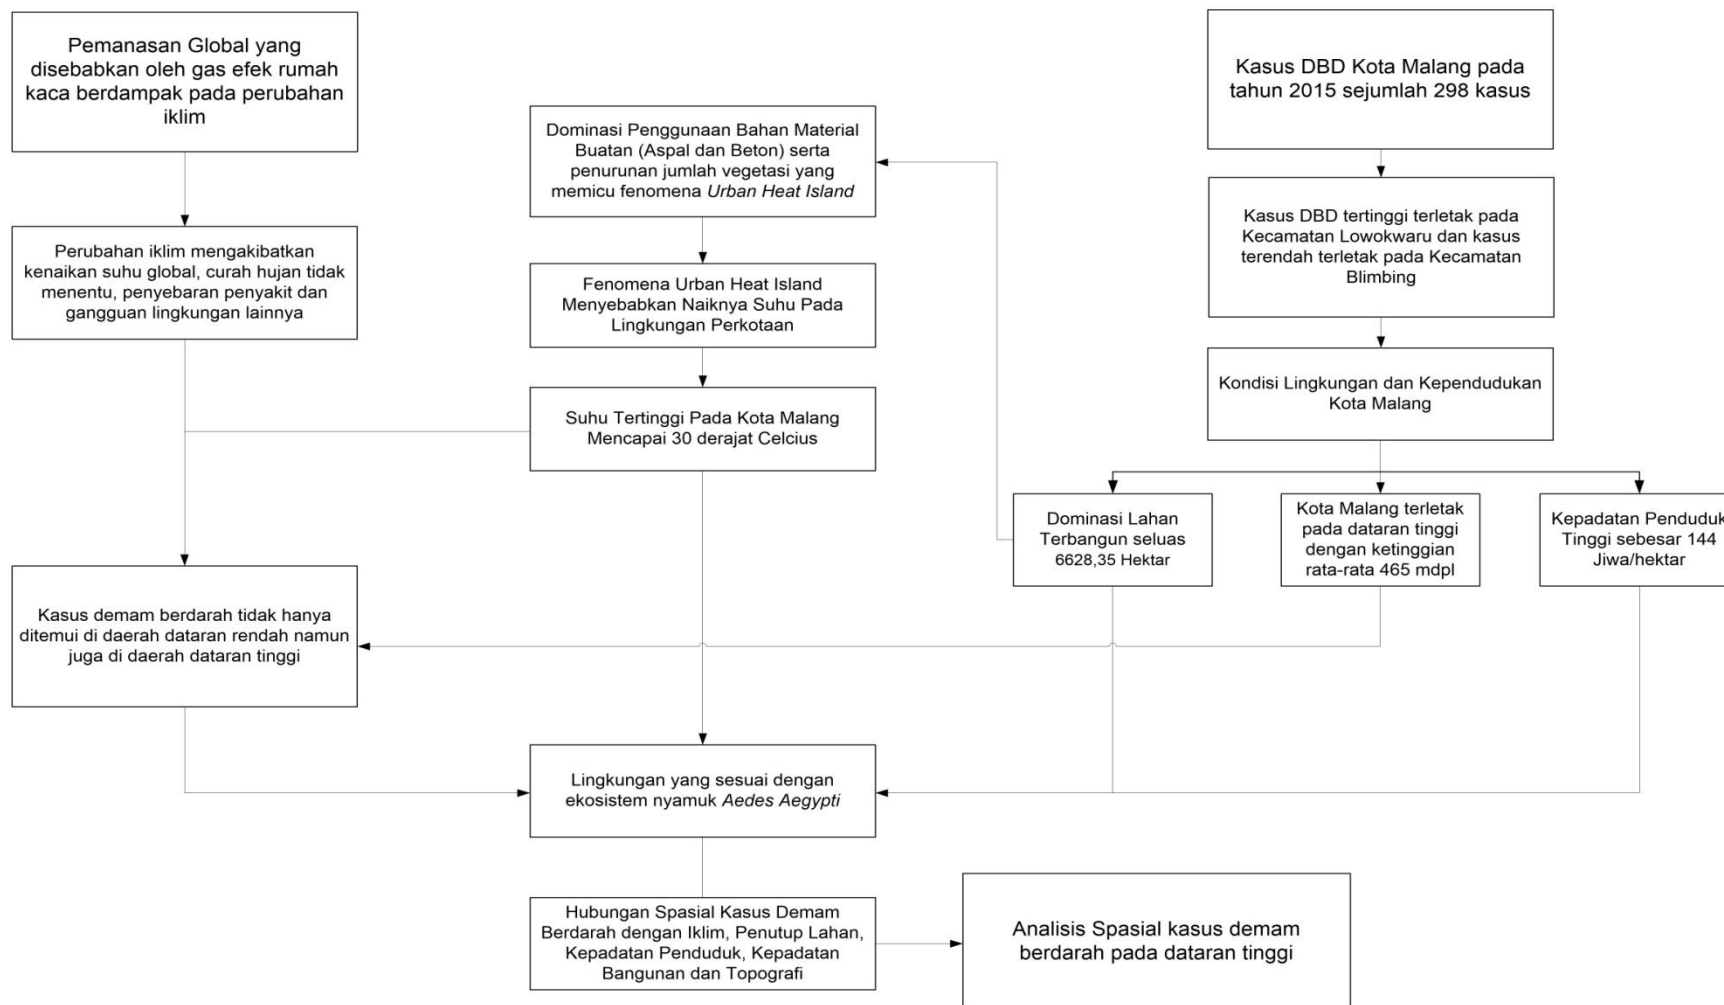 Pemanasan Global yang
disebabkan oleh gas efek rumah
kaca berdampak pada perubahan
iklim
Perubahan iklim mengakibatkan
kenaikan suhu global, curah hujan tidak
menentu, penyebaran penyakit dan
gangguan lingkungan lainnya
Kasus demam berdarah tidak hanya
ditemui di daerah dataran rendah namun
juga di daerah dataran tinggi
Dominasi Penggunaan Bahan Material
Buatan (Aspal dan Beton) serta
penurunan jumlah vegetasi yang
memicu fenomena Urban Heat Island
Fenomena Urban Heat Island
Menyebabkan Naiknya Suhu Pada
Lingkungan Perkotaan
Suhu Tertinggi Pada Kota Malang
Mencapai 30 derajat Celcius
Kasus DBD Kota Malang pada
tahun 2015 sejumlah 298 kasus
Kasus DBD tertinggi terletak pada
Kecamatan Lowokwaru dan kasus
terendah terletak pada Kecamatan
Blimbing
Kondisi Lingkungan dan Kependudukan
Kota Malang
Dominasi Lahan
Terbangun seluas
6628,35 Hektar
Kota Malang terletak
pada dataran tinggi
dengan ketinggian
rata-rata 465 mdpl
Kepadatan Penduduk
Tinggi sebesar 144
Jiwa/hektar
Lingkungan yang sesuai dengan
ekosistem nyamuk Aedes Aegypti
Hubungan Spasial Kasus Demam
Berdarah dengan Iklim, Penutup Lahan,
Kepadatan Penduduk, Kepadatan
Bangunan dan Topografi
Analisis Spasial kasus demam
berdarah pada dataran tinggi